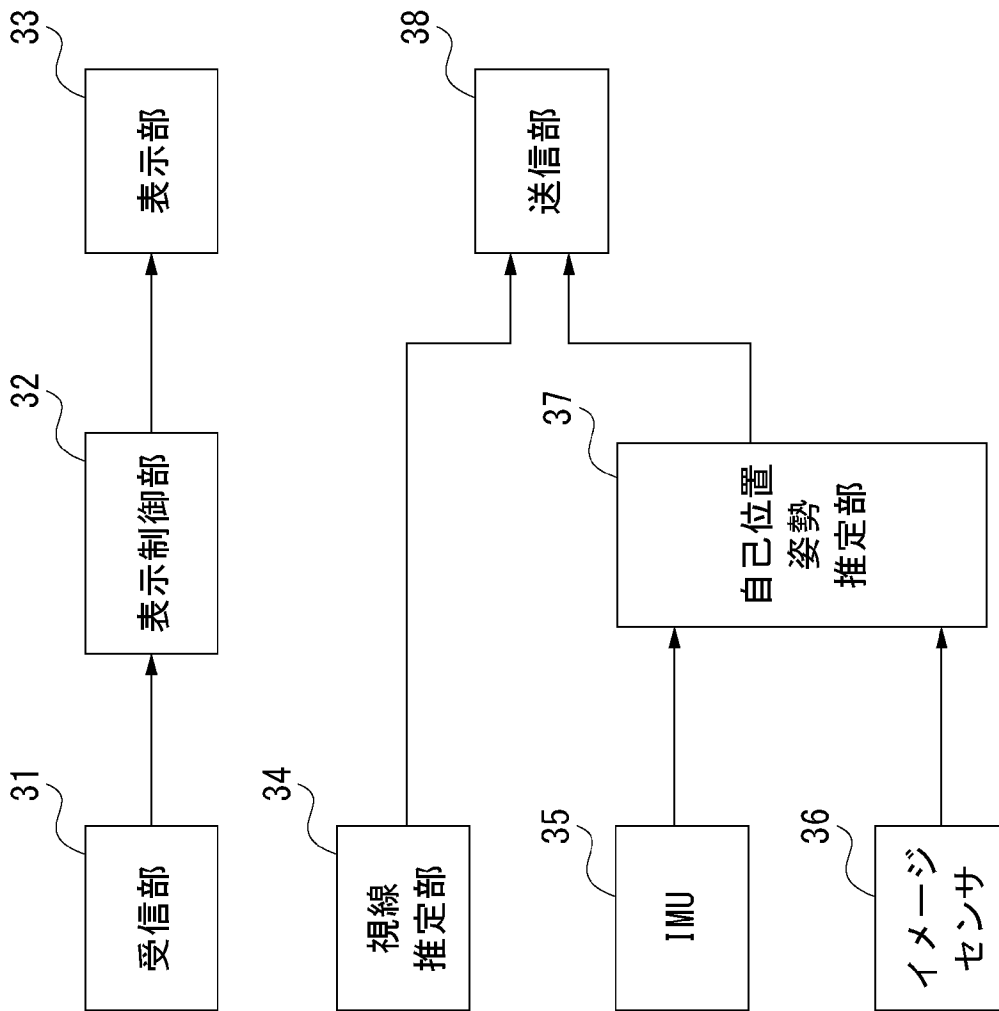 31
受信部
32
表示制御部
33
表示部
34
視線
推定部
35
IMU
36
イメージ
センサ
37
自己位置
姿勢
推定部
38
送信部